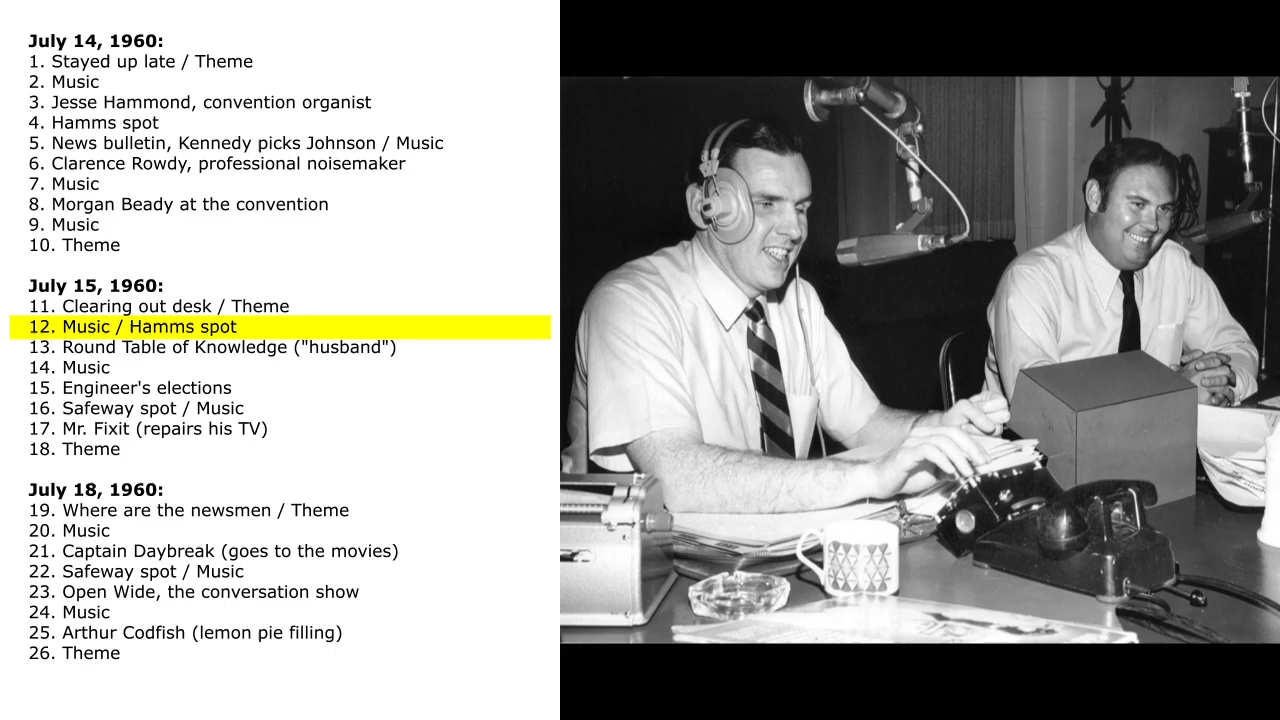 July 14, 1960:
1. Stayed up late / Theme
2. Music
3. Jesse Hammond, convention organist
4. Hamms spot
5. News bulletin, Kennedy picks Johnson / Music
6. Clarence Rowdy, professional noisemaker
7. Music
8. Morgan Beady at the convention
9. Music
10. Theme
July 15, 1960:
11. Clearing out desk / Theme
12. Music / Hamms spot
13. Round Table of Knowledge ("husband")
14. Music
15. Engineer's elections
16. Safeway spot / Music
17. Mr. Fixit (repairs his TV)
18. Theme
July 18, 1960:
19. Where are the newsmen / Theme
20. Music
21. Captain Daybreak (goes to the movies)
22. Safeway spot / Music
23. Open Wide, the conversation show
24. Music
25. Arthur Codfish (lemon pie filling)
26. Theme